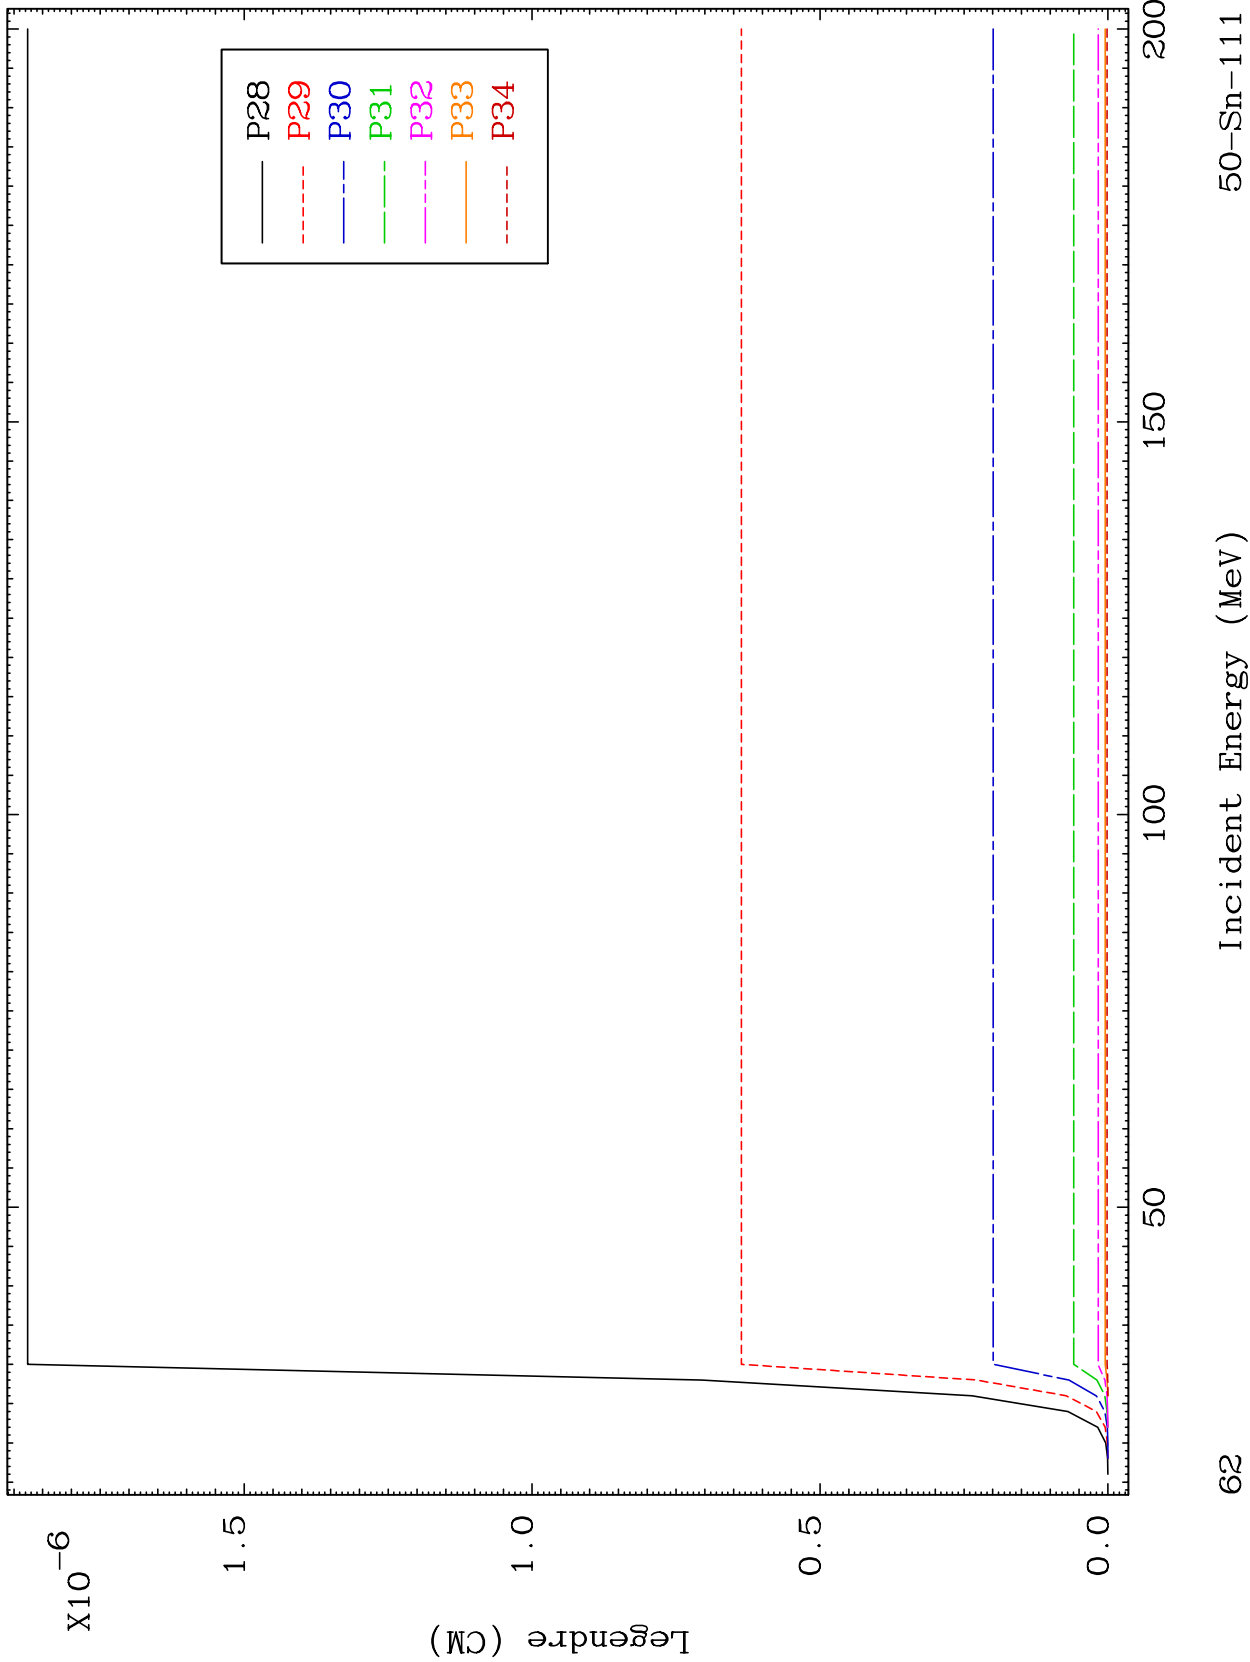 X10-6
1.5
1.0
0.5
0.0
Legendre (CM)
P28
P29
P30
P31
P32
P33
P34
50
100
150
200
Incident Energy (MeV)
62
50-Sn-111